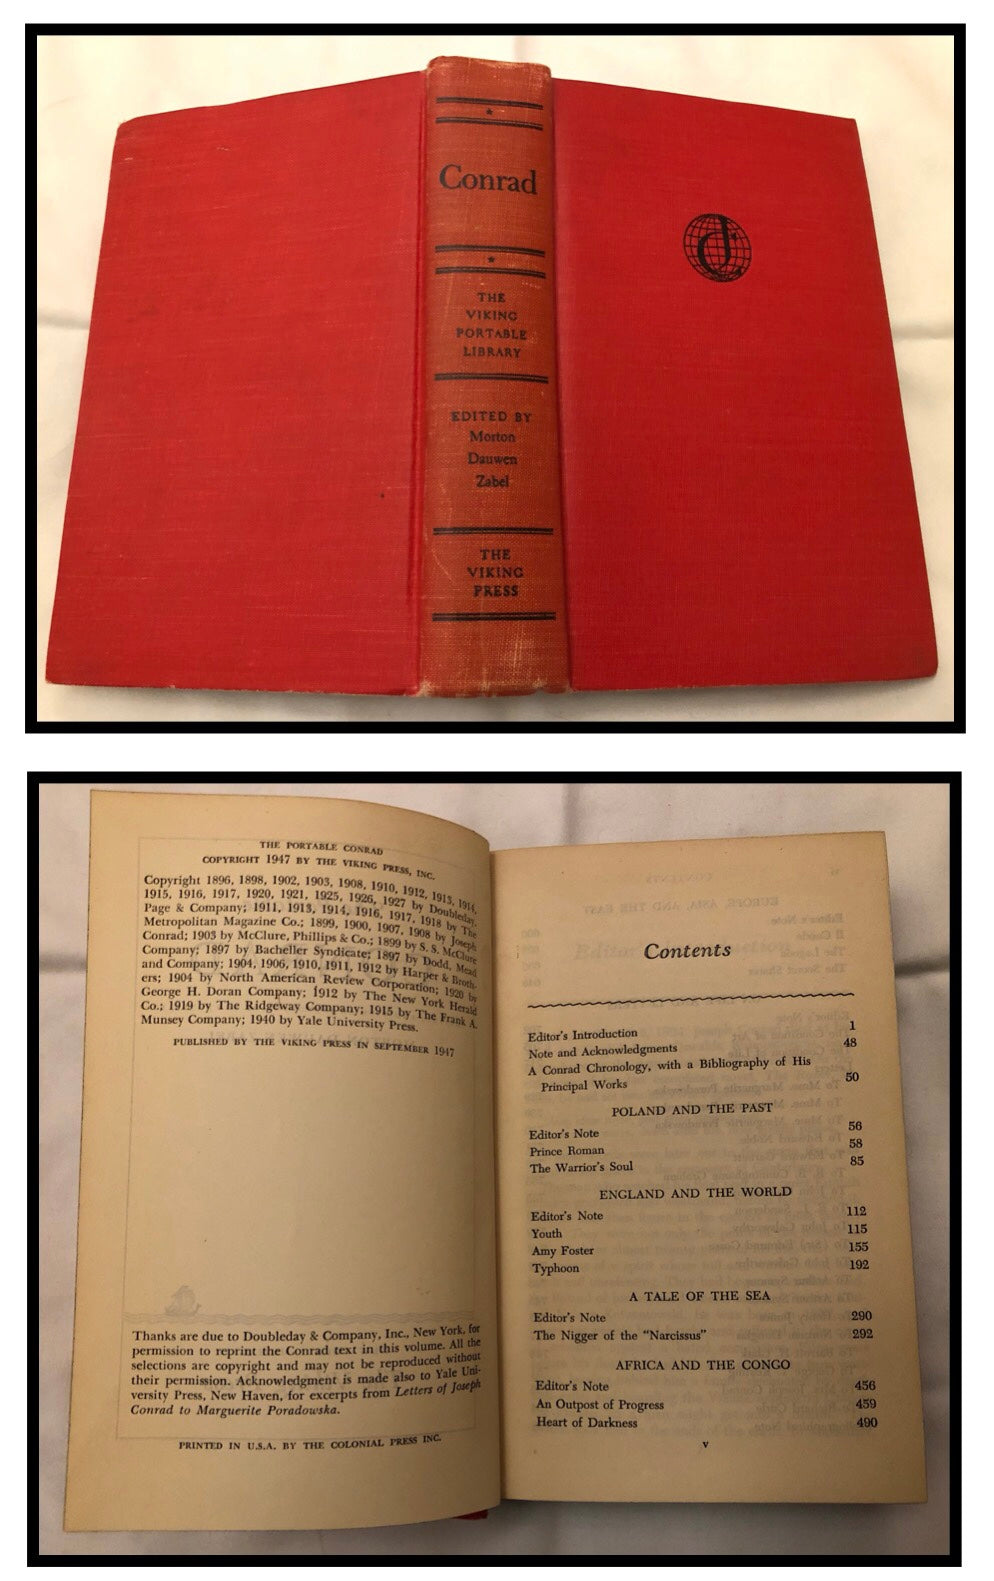 Conrad
THE
VIKING
PORTABLE
LIBRARY
EDITED BY
Morton
Dauwen
Zabel
THE
VIKING
PRESS
THE PORTABLE CONRAD
COPYRIGHT 1947 BY THE VIKING PRESS, INC.
Copyright 1896, 1898, 1902, 1903, 1908, 1910, 1912, 1913, 1914,
1915, 1916, 1917, 1920, 1921, 1925, 1926, 1927 by Doubleday,
Page & Company; 1911, 1913, 1914, 1916, 1917, 1918 by The
Metropolitan Magazine Co.; 1899, 1900, 1907, 1908 by Joseph
Conrad; 1903 by McClure, Phillips & Co.; 1899 by S. S. McClure
Company; 1897 by Bacheller Syndicate; 1897 by Dodd, Mead
and Company; 1904, 1906, 1910, 1911, 1912 by Harper & Broth-
ers; 1904 by North American Review Corporation; 1920 by
George H. Doran Company; 1912 by The New York Herald
Co.; 1919 by The Ridgeway Company; 1915 by The Frank A.
Munsey Company; 1940 by Yale University Press.
PUBLISHED BY THE VIKING PRESS IN SEPTEMBER 1947
Thanks are due to Doubleday & Company, Inc., New York, for
permission to reprint the Conrad text in this volume. All the
selections are copyright and may not be reproduced without
their permission. Acknowledgment is made also to Yale Uni-
versity Press, New Haven, for excerpts from Letters of Joseph
Conrad to Marguerite Poradowska.
PRINTED IN U.S.A. BY THE COLONIAL PRESS INC.
Contents
Editor's Introduction 1
Note and Acknowledgments 48
A Conrad Chronology, with a Bibliography of His
Principal Works 50
POLAND AND THE PAST
Editor's Note 56
Prince Roman 58
The Warrior's Soul 85
ENGLAND AND THE WORLD
Editor's Note 112
Youth 115
Amy Foster 155
Typhoon 192
A TALE OF THE SEA
Editor's Note 290
The Nigger of the "Narcissus" 292
AFRICA AND THE CONGO
Editor's Note 456
An Outpost of Progress 459
Heart of Darkness 490
v